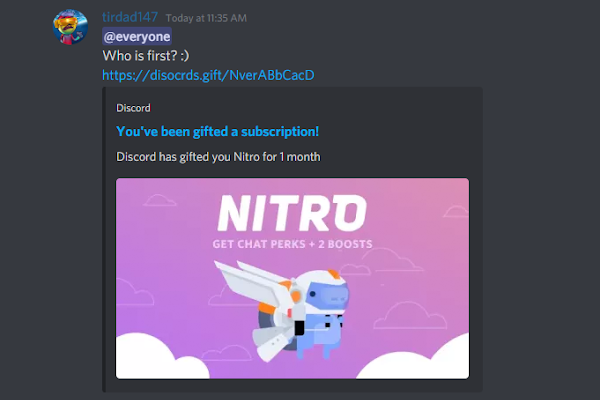 tirdad147 Today at 11:35 AM
@everyone
Who is first? :)
https://disocrds.gift/NverABbCacD
Discord
You've been gifted a subscription!
Discord has gifted you Nitro for 1 month
NITRO
GET CHAT PERKS + 2 BOOSTS